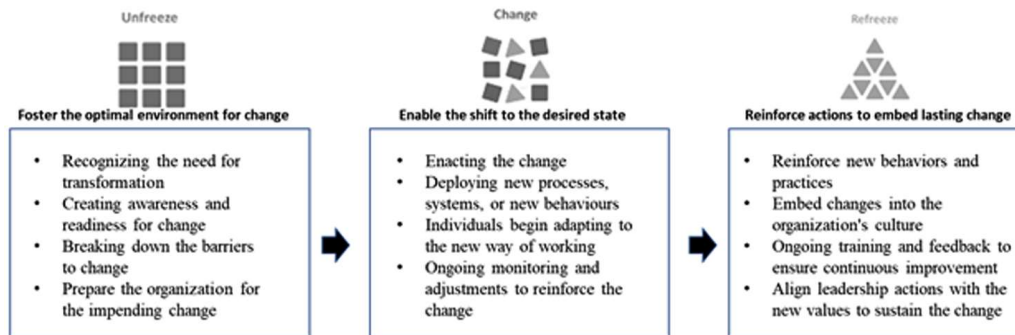 Unfreeze
Foster the optimal environment for change
• Recognizing the need for
transformation
• Creating awareness and
readiness for change
• Breaking down the barriers
to change
• Prepare the organization for
the impending change
Change
Enable the shift to the desired state
• Enacting the change
• Deploying new processes,
systems, or new behaviours
• Individuals begin adapting to
the new way of working
• Ongoing monitoring and
adjustments to reinforce the
change
Refreeze
Reinforce actions to embed lasting change
• Reinforce new behaviors and
practices
• Embed changes into the
organization's culture
• Ongoing training and feedback to
ensure continuous improvement
• Align leadership actions with the
new values to sustain the change